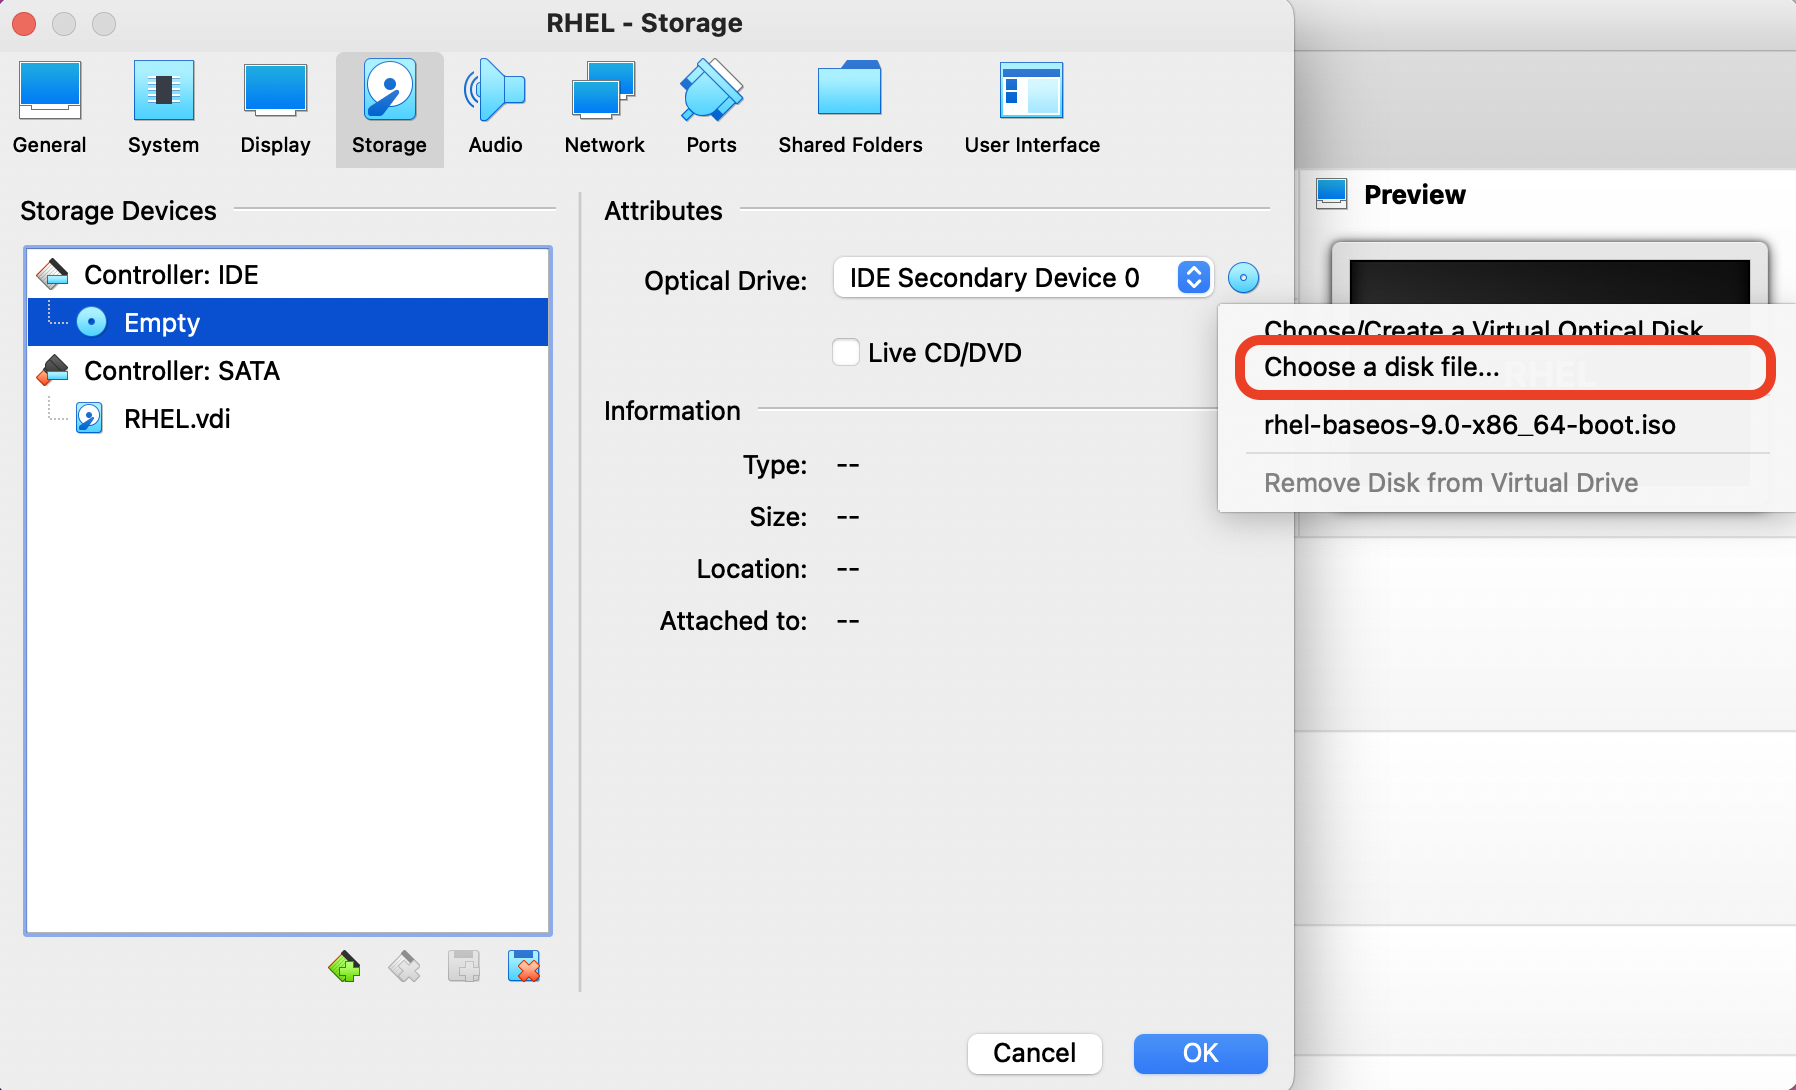 RHEL - Storage
General
System
Display
Storage
Audio
Network
Ports
Shared Folders
User Interface
Storage Devices
Controller: IDE
Empty
Controller: SATA
RHEL.vdi
Attributes
Optical Drive: IDE Secondary Device 0
Live CD/DVD
Information
Type: --
Size: --
Location: --
Attached to: --
Cancel
OK
Preview
Choose/Create a Virtual Optical Disk
Choose a disk file...
RHEL
rhel-baseos-9.0-x86_64-boot.iso
Remove Disk from Virtual Drive